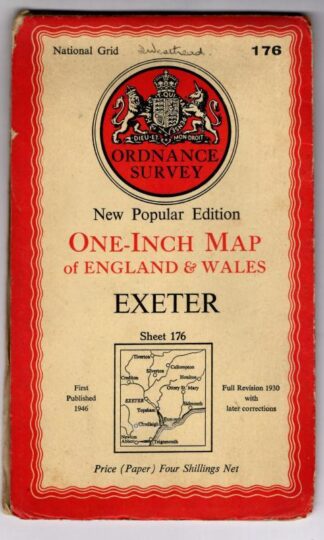 National Grid
176
DIEU ET MON DROIT
ORDNANCE
SURVEY
New Popular Edition
ONE-INCH MAP
of ENGLAND & WALES
EXETER
Sheet 176
Tiverton
Cullompton
Silverton
Crediton
Honiton
Ottery St. Mary
EXETER
Sidmouth
Topsham
Exmouth
Chudleigh
Newton
Abbot
Teignmouth
First
Published
1946
Full Revision 1930
with
later corrections
Price (Paper) Four Shillings Net